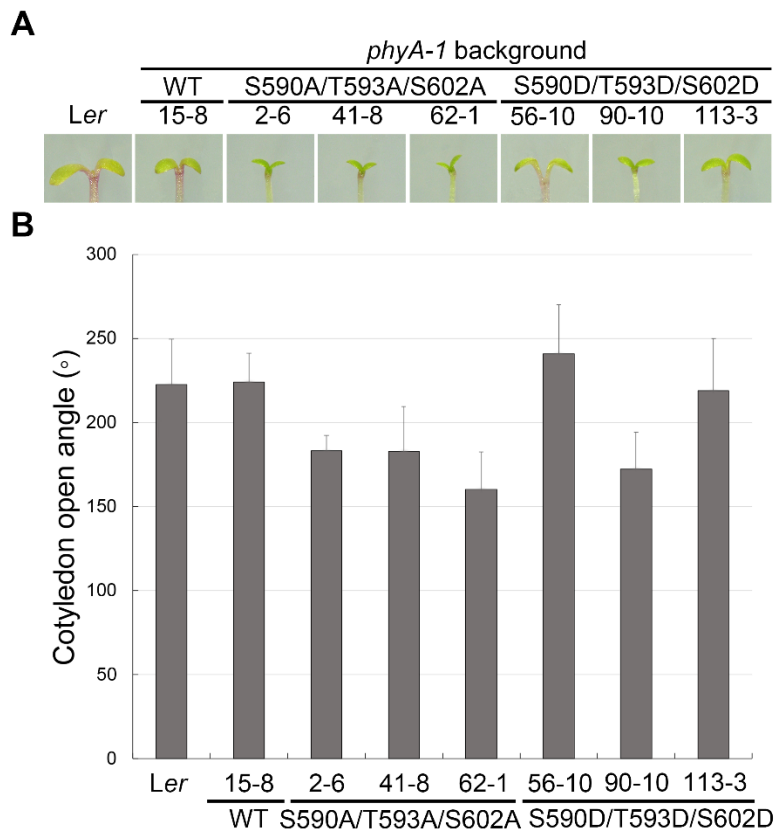 A
phyA-1 background
WT S590A/T593A/S602A S590D/T593D/S602D
Ler 15-8 2-6 41-8 62-1 56-10 90-10 113-3
B
Cotyledon open angle (°)
300
250
200
150
100
50
0
Ler 15-8 2-6 41-8 62-1 56-10 90-10 113-3
WT S590A/T593A/S602A S590D/T593D/S602D